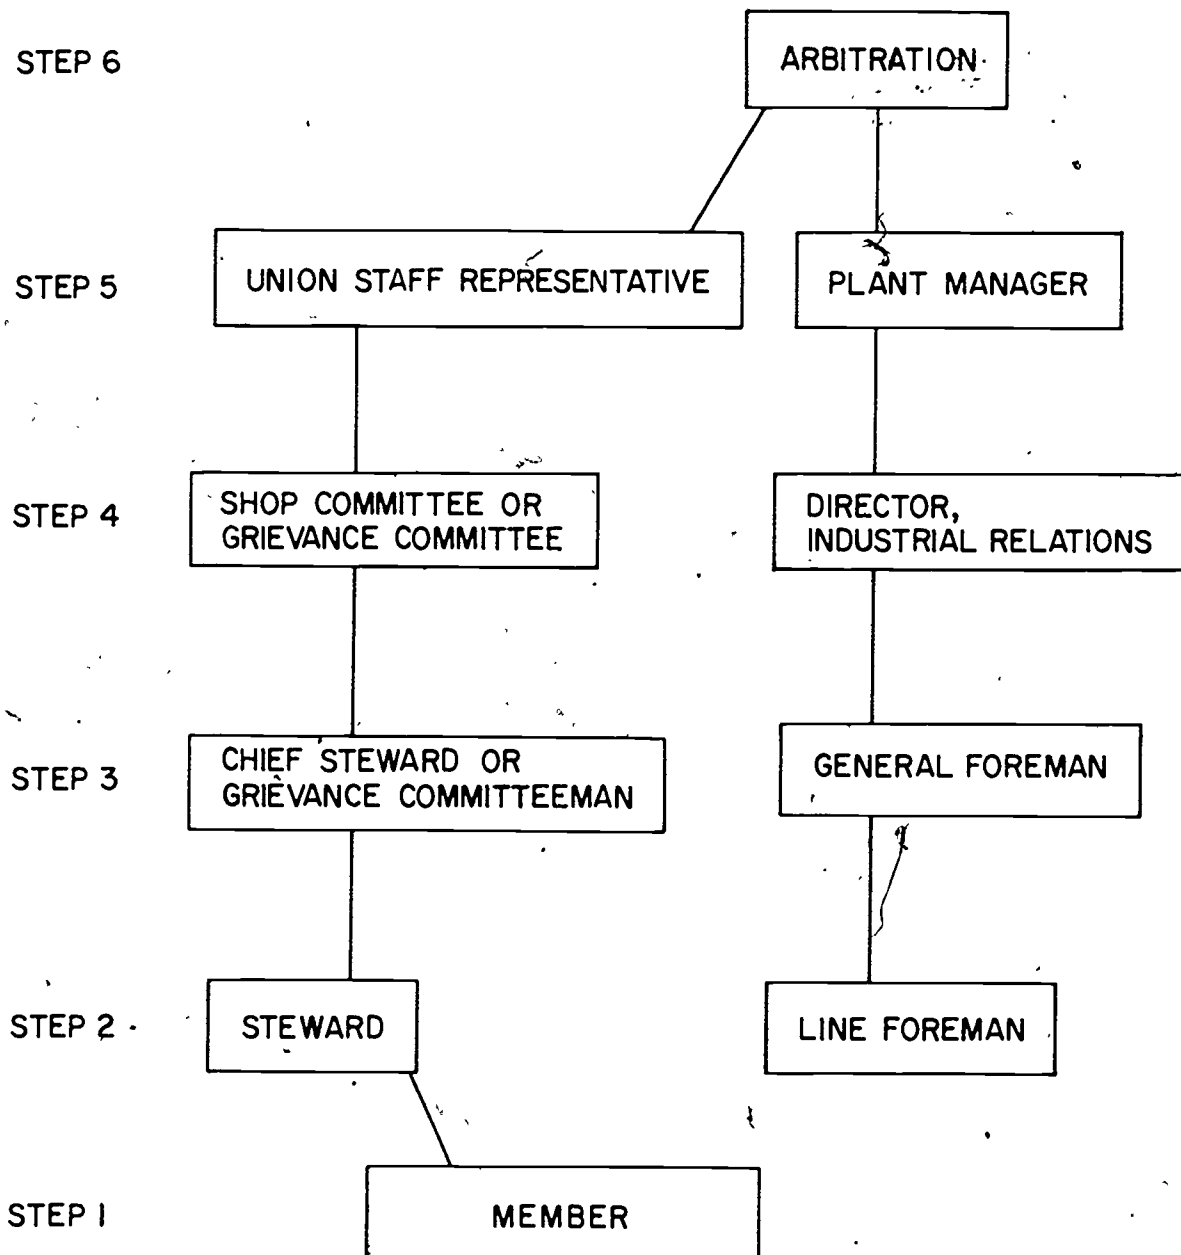 STEP 6
ARBITRATION
STEP 5
UNION STAFF REPRESENTATIVE
PLANT MANAGER
STEP 4
SHOP COMMITTEE OR
GRIEVANCE COMMITTEE
DIRECTOR,
INDUSTRIAL RELATIONS
STEP 3
CHIEF STEWARD OR
GRIEVANCE COMMITTEEMAN
GENERAL FOREMAN
STEP 2
STEWARD
LINE FOREMAN
STEP 1
MEMBER